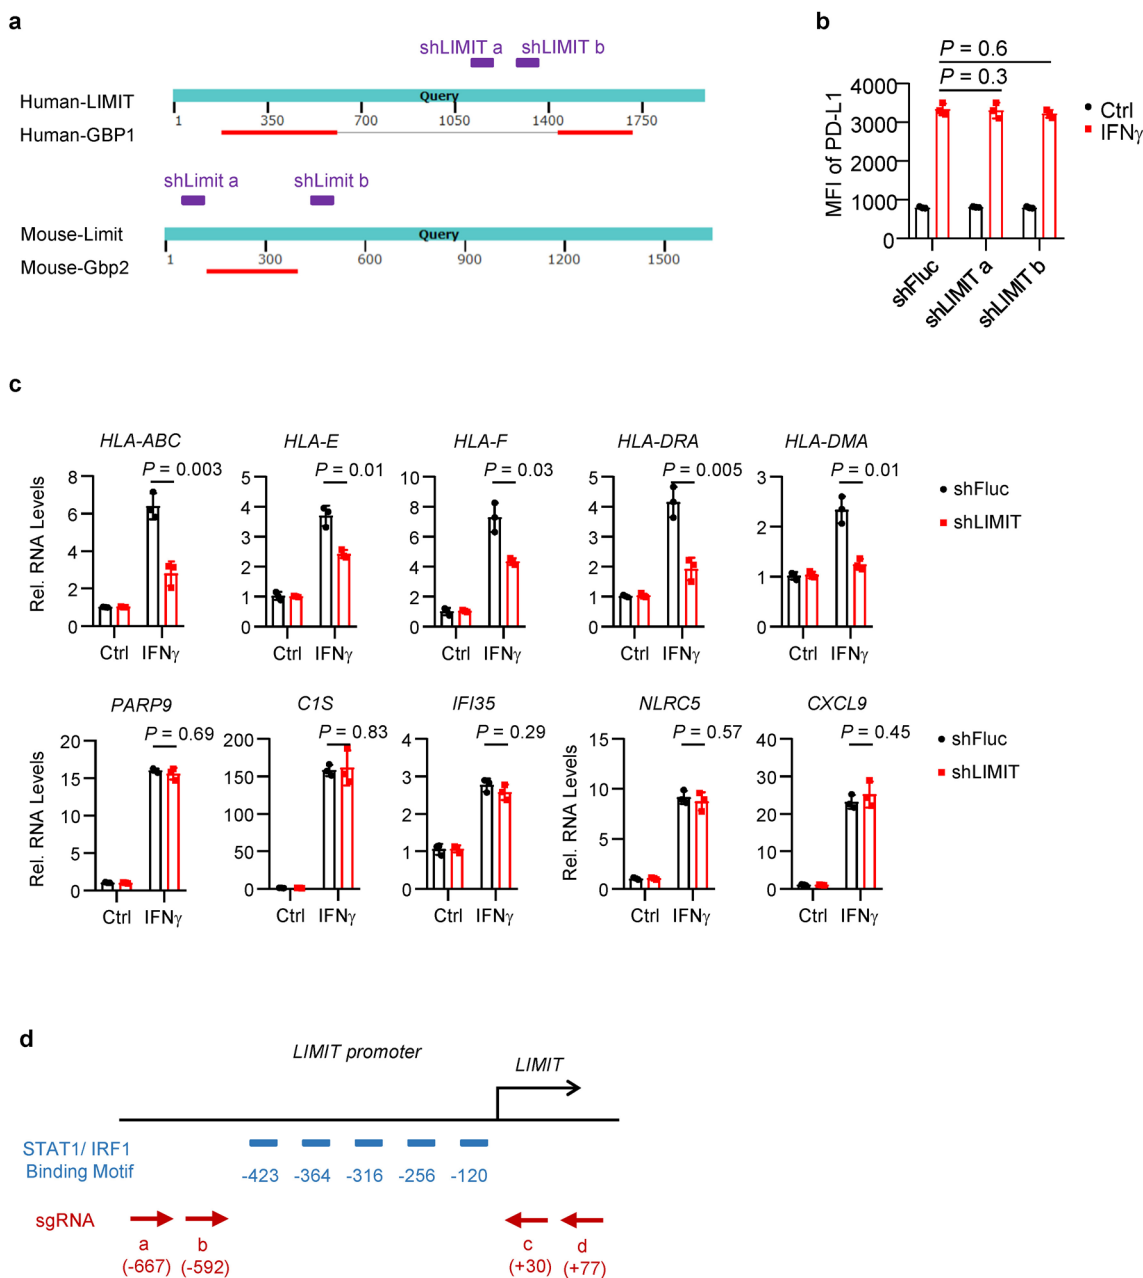 a
shLIMIT a
shLIMIT b
Human-LIMIT
Query
1 350 700 1050 1400 1750
Human-GBP1
shLimit a
shLimit b
Mouse-Limit
Query
1 300 600 900 1200 1500
Mouse-Gbp2
b
P = 0.6
P = 0.3
4000
3000
2000
1000
0
MFI of PD-L1
Ctrl
IFNγ
shFluc
shLIMIT a
shLIMIT b
c
HLA-ABC
P = 0.003
8
6
4
2
0
Rel. RNA Levels
Ctrl IFNγ
HLA-E
P = 0.01
5
4
3
2
1
0
Ctrl IFNγ
HLA-F
P = 0.03
10
8
6
4
2
0
Ctrl IFNγ
HLA-DRA
P = 0.005
5
4
3
2
1
0
Ctrl IFNγ
HLA-DMA
P = 0.01
3
2
1
0
Ctrl IFNγ
shFluc
shLIMIT
PARP9
P = 0.69
20
15
10
5
0
Rel. RNA Levels
Ctrl IFNγ
C1S
P = 0.83
200
150
100
50
0
Ctrl IFNγ
IFI35
P = 0.29
4
3
2
1
0
Ctrl IFNγ
NLRC5
P = 0.57
15
10
5
0
Rel. RNA Levels
Ctrl IFNγ
CXCL9
P = 0.45
40
30
20
10
0
Ctrl IFNγ
shFluc
shLIMIT
d
LIMIT promoter
LIMIT
STAT1/ IRF1
Binding Motif
-423 -364 -316 -256 -120
sgRNA
a b c d
(-667) (-592) (+30) (+77)